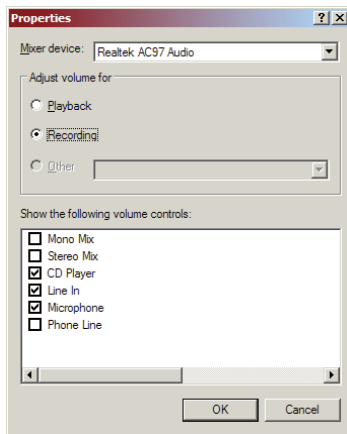 Properties
Mixer device: Realtek AC97 Audio
Adjust volume for
Playback
Recording
Other
Show the following volume controls:
Mono Mix
Stereo Mix
CD Player
Line In
Microphone
Phone Line
OK Cancel